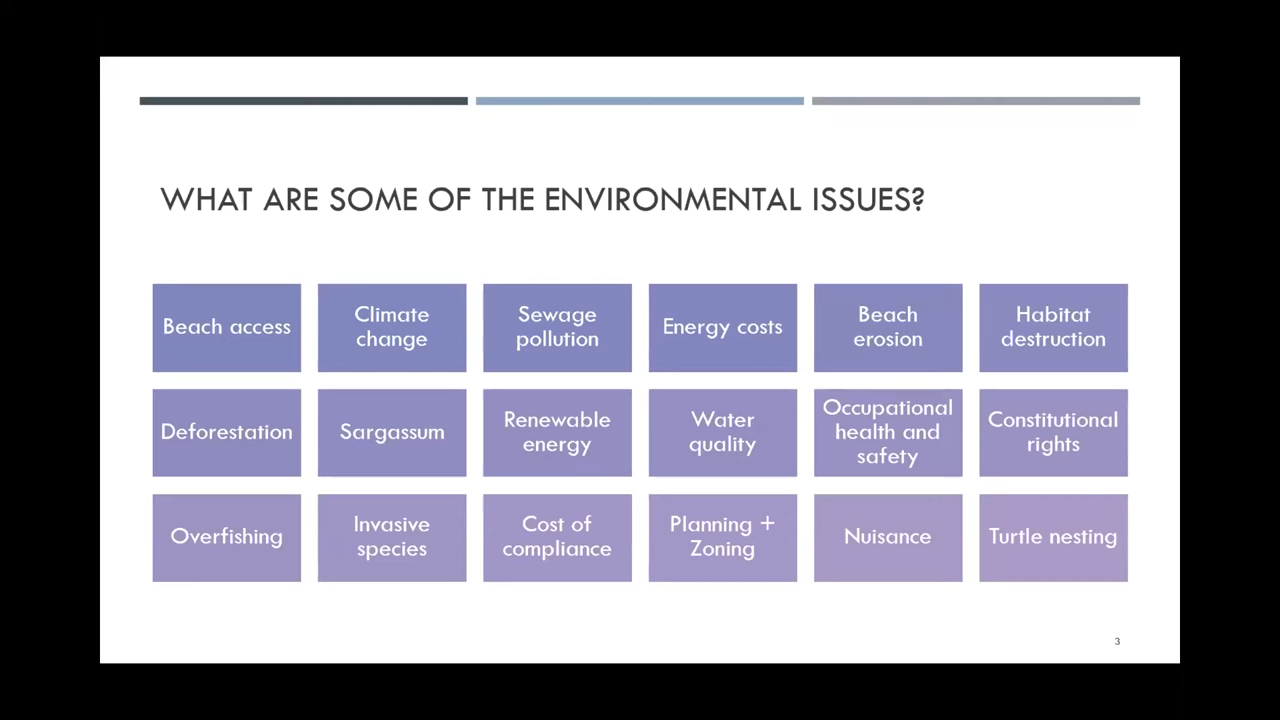 WHAT ARE SOME OF THE ENVIRONMENTAL ISSUES?
Beach access
Climate
change
Sewage
pollution
Energy costs
Beach
erosion
Habitat
destruction
Deforestation
Sargassum
Renewable
energy
Water
quality
Occupational
health and
safety
Constitutional
rights
Overfishing
Invasive
species
Cost of
compliance
Planning +
Zoning
Nuisance
Turtle nesting
3